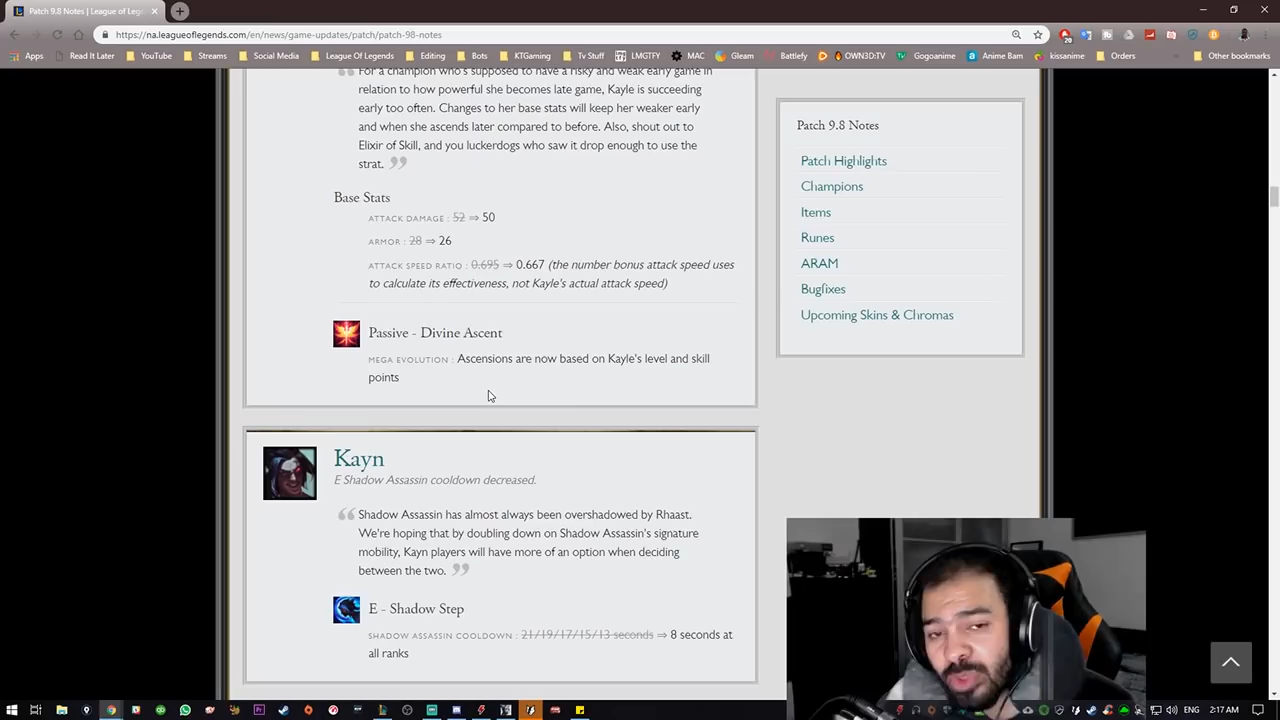 Patch 9.8 Notes | League of Leg
https://na.leagueoflegends.com/en/news/game-updates/patch/patch-98-notes
Apps Read It Later YouTube Streams Social Media League Of Legends Editing Bots KTGaming Tv Stuff LMGTFY MAC Gleam Battlefy OWN3D.TV Gogoanime Anime Bam kissanime Orders Other bookmarks
For a champion who's supposed to have a risky and weak early game in
relation to how powerful she becomes late game, Kayle is succeeding
early too often. Changes to her base stats will keep her weaker early
and when she ascends later compared to before. Also, shout out to
Elixir of Skill, and you luckerdogs who saw it drop enough to use the
strat.
Base Stats
ATTACK DAMAGE : 52 ⇒ 50
ARMOR : 28 ⇒ 26
ATTACK SPEED RATIO : 0.695 ⇒ 0.667 (the number bonus attack speed uses
to calculate its effectiveness, not Kayle's actual attack speed)
Passive - Divine Ascent
MEGA EVOLUTION : Ascensions are now based on Kayle's level and skill
points
Kayn
E Shadow Assassin cooldown decreased.
Shadow Assassin has almost always been overshadowed by Rhaast.
We're hoping that by doubling down on Shadow Assassin's signature
mobility, Kayn players will have more of an option when deciding
between the two.
E - Shadow Step
SHADOW ASSASSIN COOLDOWN : 21/19/17/15/13 seconds ⇒ 8 seconds at
all ranks
Patch 9.8 Notes
Patch Highlights
Champions
Items
Runes
ARAM
Bugfixes
Upcoming Skins & Chromas
ENG 2:17 AM